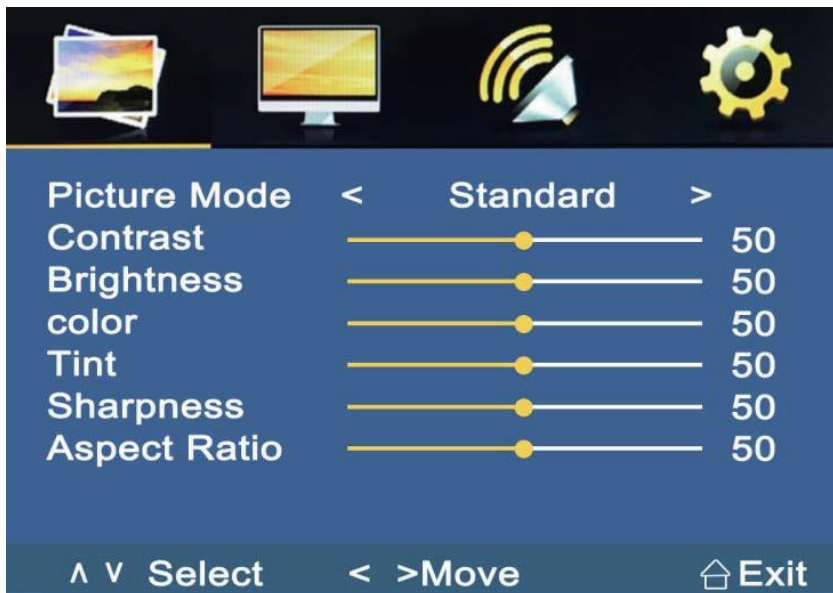 Picture Mode < Standard >
Contrast 50
Brightness 50
color 50
Tint 50
Sharpness 50
Aspect Ratio 50
∧ ∨ Select < >Move Exit